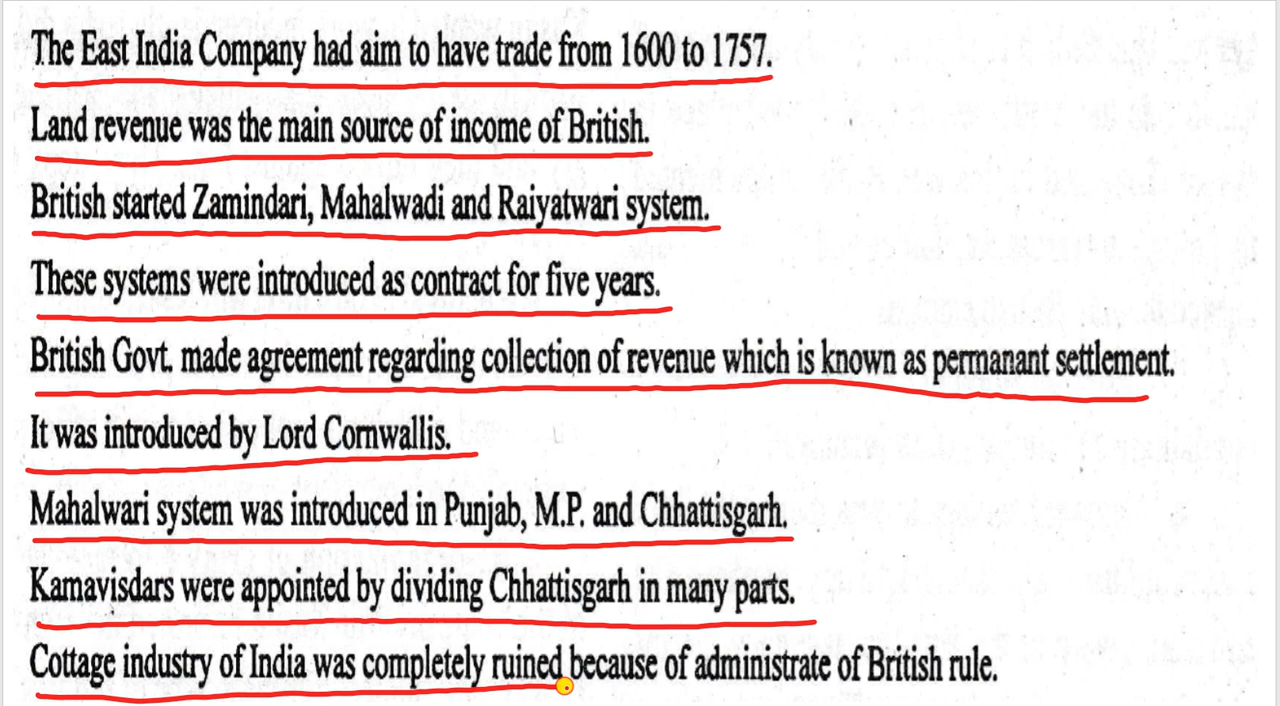 The East India Company had aim to have trade from 1600 to 1757.
Land revenue was the main source of income of British.
British started Zamindari, Mahalwadi and Raiyatwari system.
These systems were introduced as contract for five years.
British Govt. made agreement regarding collection of revenue which is known as permanant settlement.
It was introduced by Lord Cornwallis.
Mahalwari system was introduced in Punjab, M.P. and Chhattisgarh.
Kamavisdars were appointed by dividing Chhattisgarh in many parts.
Cottage industry of India was completely ruined because of administrate of British rule.